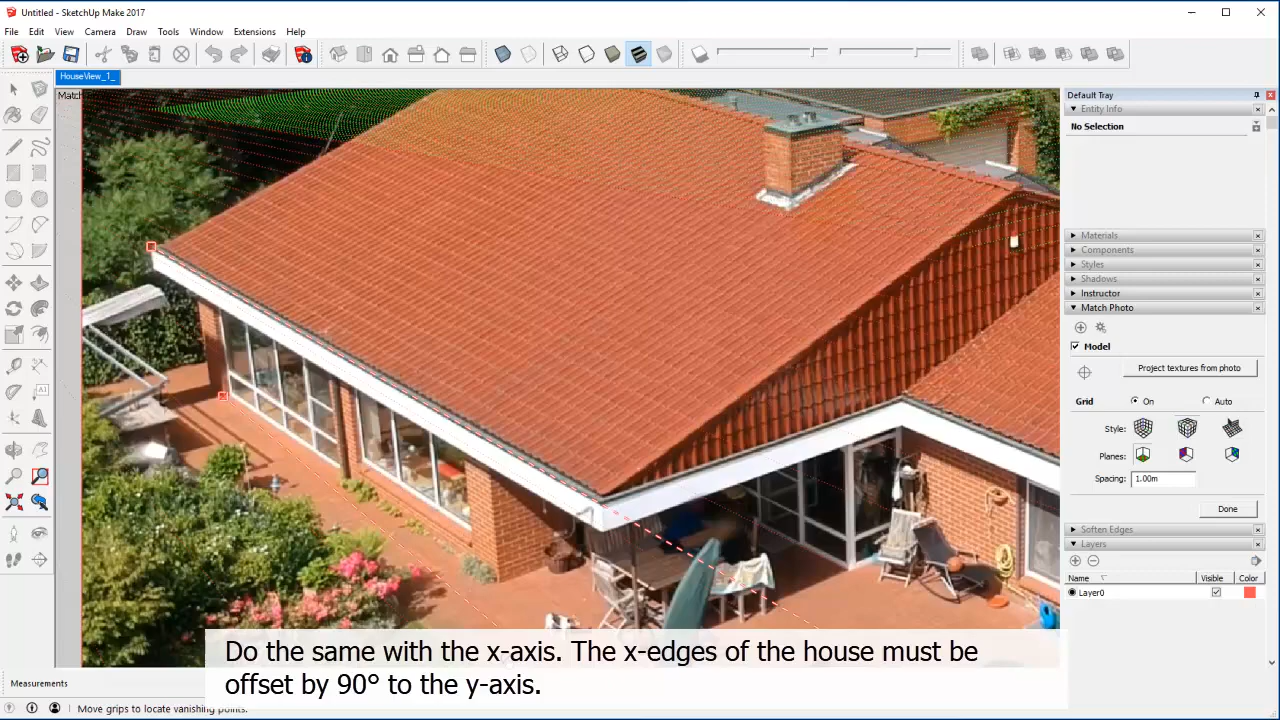 Untitled - SketchUp Make 2017
File Edit View Camera Draw Tools Window Extensions Help
HouseView_1_
Default Tray
Entity Info
No Selection
Materials
Components
Styles
Shadows
Instructor
Match Photo
Model
Project textures from photo
Grid On Auto
Style:
Planes:
Spacing: 1.00m
Done
Soften Edges
Layers
Name Visible Color
Layer0
Do the same with the x-axis. The x-edges of the house must be
offset by 90° to the y-axis.
Measurements
Move grips to locate vanishing points.